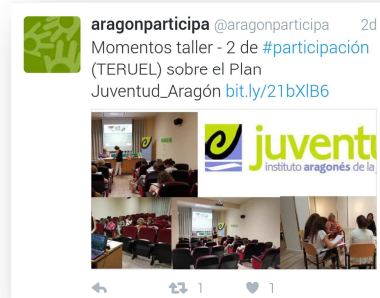 aragonparticipa @aragonparticipa 2d
Momentos taller - 2 de #participación
(TERUEL) sobre el Plan
Juventud_Aragón bit.ly/21bXlB6
juventu
instituto aragonés de la j
1 1